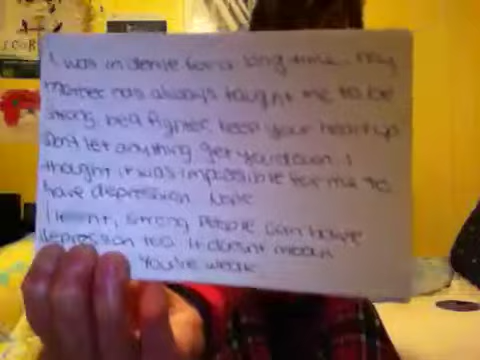 I was in denile for a long time. My
mother has always taught me to be
strong, be a fighter, keep your head up
Don't let anything get you down. I
thought it was impossible for me to
have depression.
I strong People can have
depression too. It doesn't mean
You're weak